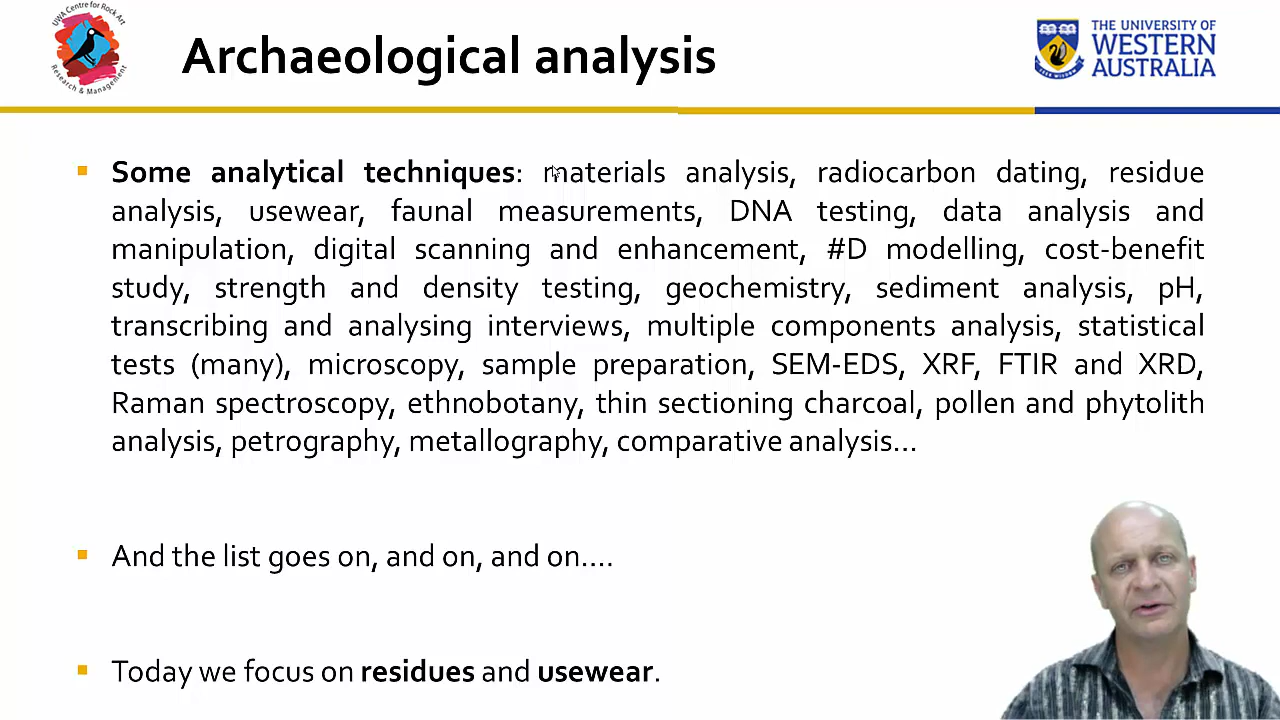 UWA Centre for Rock Art
Research & Management
Archaeological analysis
THE UNIVERSITY OF
WESTERN
AUSTRALIA
Some analytical techniques: materials analysis, radiocarbon dating, residue
analysis, usewear, faunal measurements, DNA testing, data analysis and
manipulation, digital scanning and enhancement, #D modelling, cost-benefit
study, strength and density testing, geochemistry, sediment analysis, pH,
transcribing and analysing interviews, multiple components analysis, statistical
tests (many), microscopy, sample preparation, SEM-EDS, XRF, FTIR and XRD,
Raman spectroscopy, ethnobotany, thin sectioning charcoal, pollen and phytolith
analysis, petrography, metallography, comparative analysis...
And the list goes on, and on, and on....
Today we focus on residues and usewear.